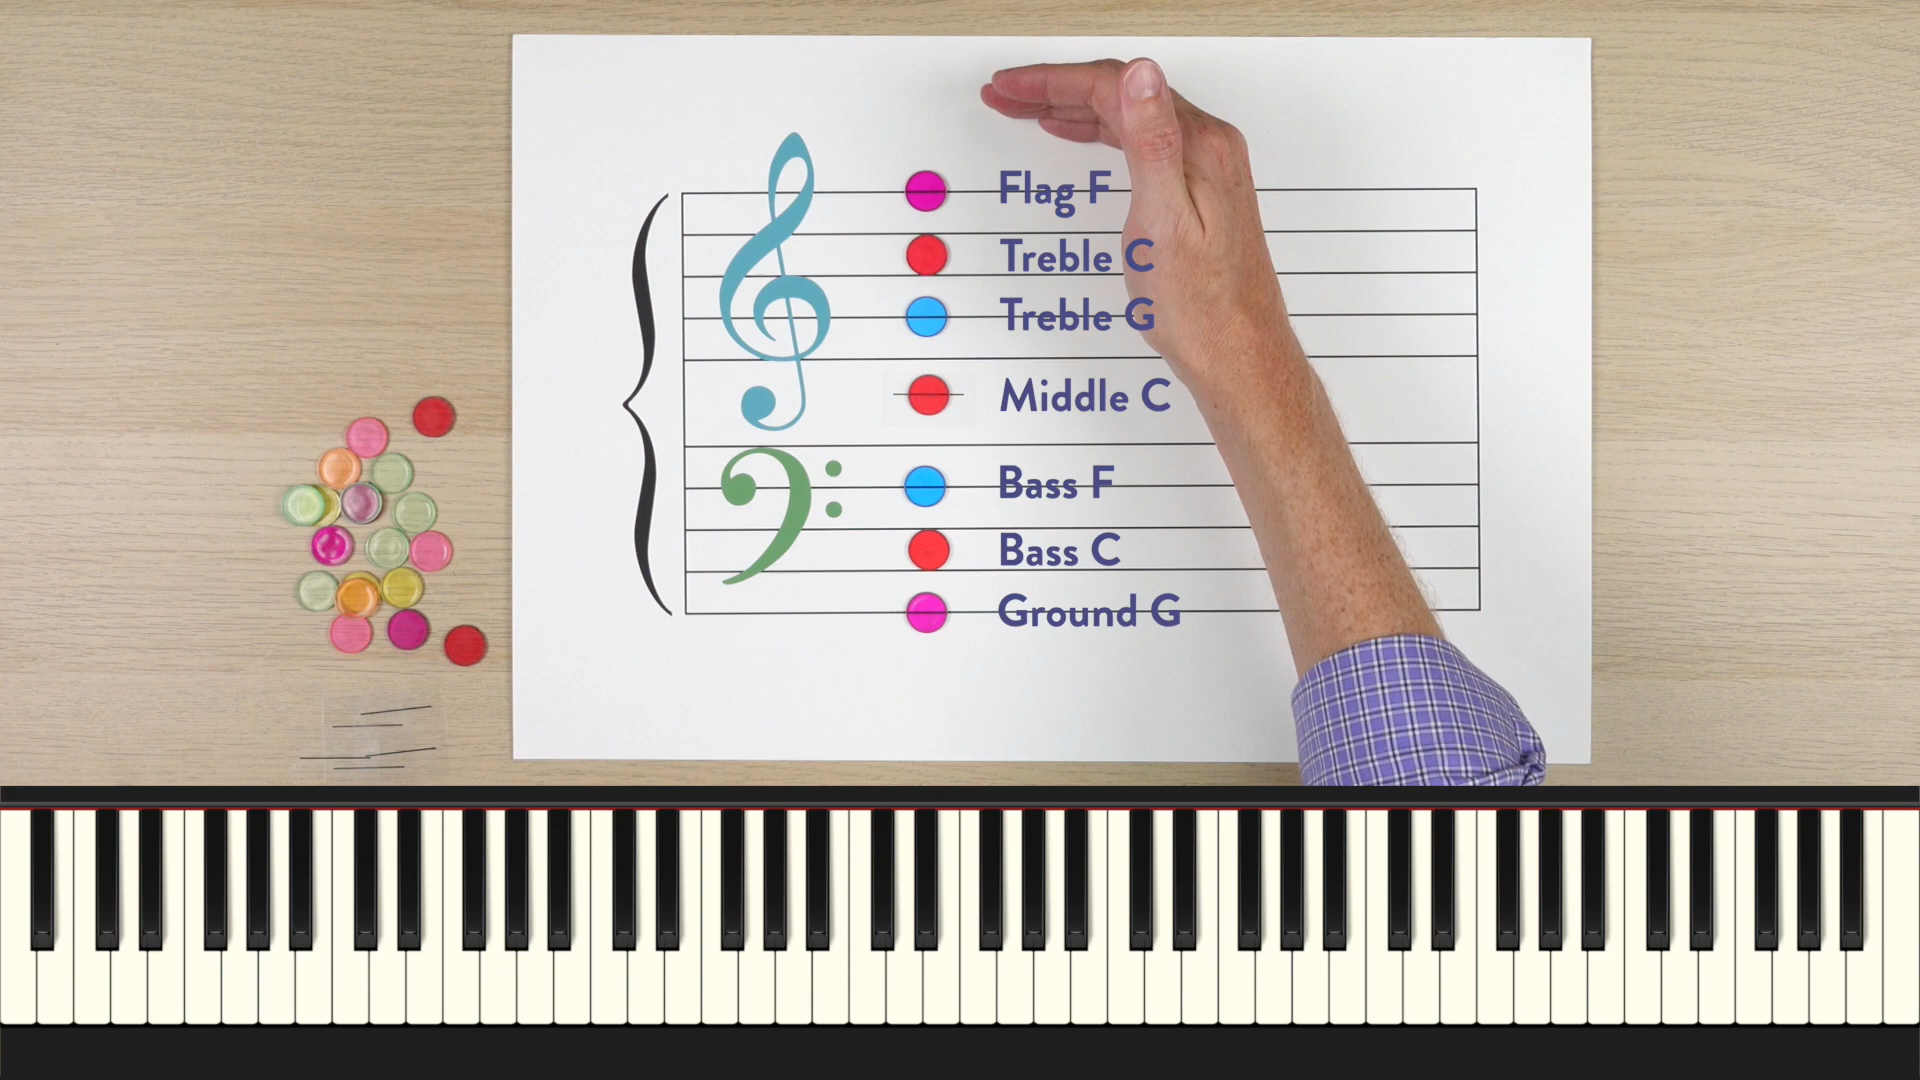 Flag F
Treble C
Treble G
Middle C
Bass F
Bass C
Ground G